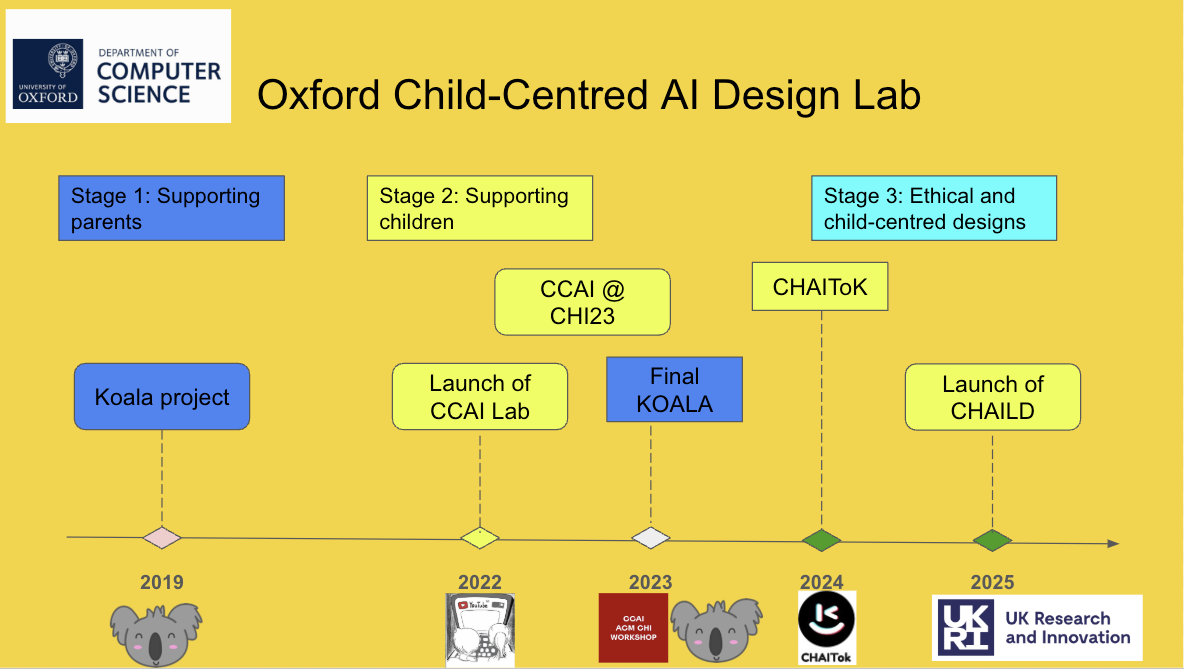 DEPARTMENT OF
COMPUTER
SCIENCE
UNIVERSITY OF
OXFORD
Oxford Child-Centred AI Design Lab
Stage 1: Supporting
parents
Stage 2: Supporting
children
Stage 3: Ethical and
child-centred designs
CCAI @
CHI23
CHAIToK
Koala project
Launch of
CCAI Lab
Final
KOALA
Launch of
CHAILD
2019
2022
2023
2024
2025
YouTube
CCAI
ACM CHI
WORKSHOP
CHAITok
UKRI
UK Research
and Innovation